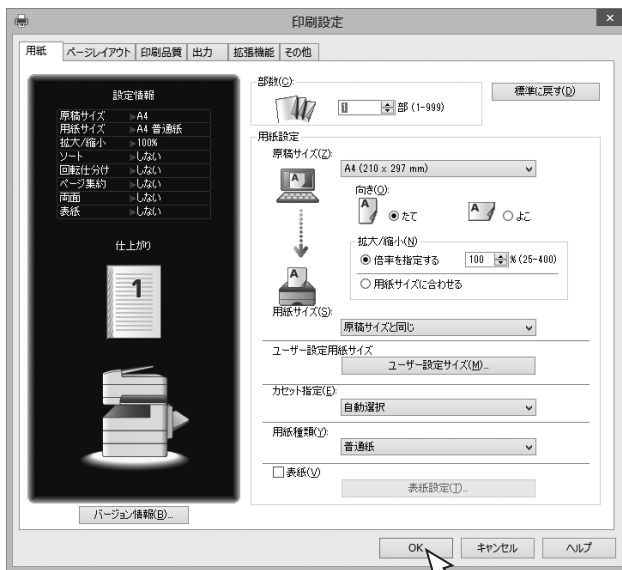 印刷設定
×
用紙 ページレイアウト 印刷品質 出力 拡張機能 その他
設定情報
原稿サイズ ▶A4
用紙サイズ ▶A4 普通紙
拡大/縮小 ▶100%
ソート ▶しない
回転仕分け ▶しない
ページ集約 ▶しない
両面 ▶しない
表紙 ▶しない
仕上がり
1
バージョン情報(B)...
部数(C):
1 部 (1-999)
標準に戻す(D)
用紙設定
原稿サイズ(Z):
A4 (210 x 297 mm)
A
向き(O):
A たて A よこ
拡大/縮小(N)
倍率を指定する 100 % (25-400)
用紙サイズに合わせる
A
用紙サイズ(S):
原稿サイズと同じ
ユーザー設定用紙サイズ
ユーザー設定サイズ(M)...
カセット指定(E):
自動選択
用紙種類(Y):
普通紙
表紙(V)
表紙設定(T)...
OK キャンセル ヘルプ